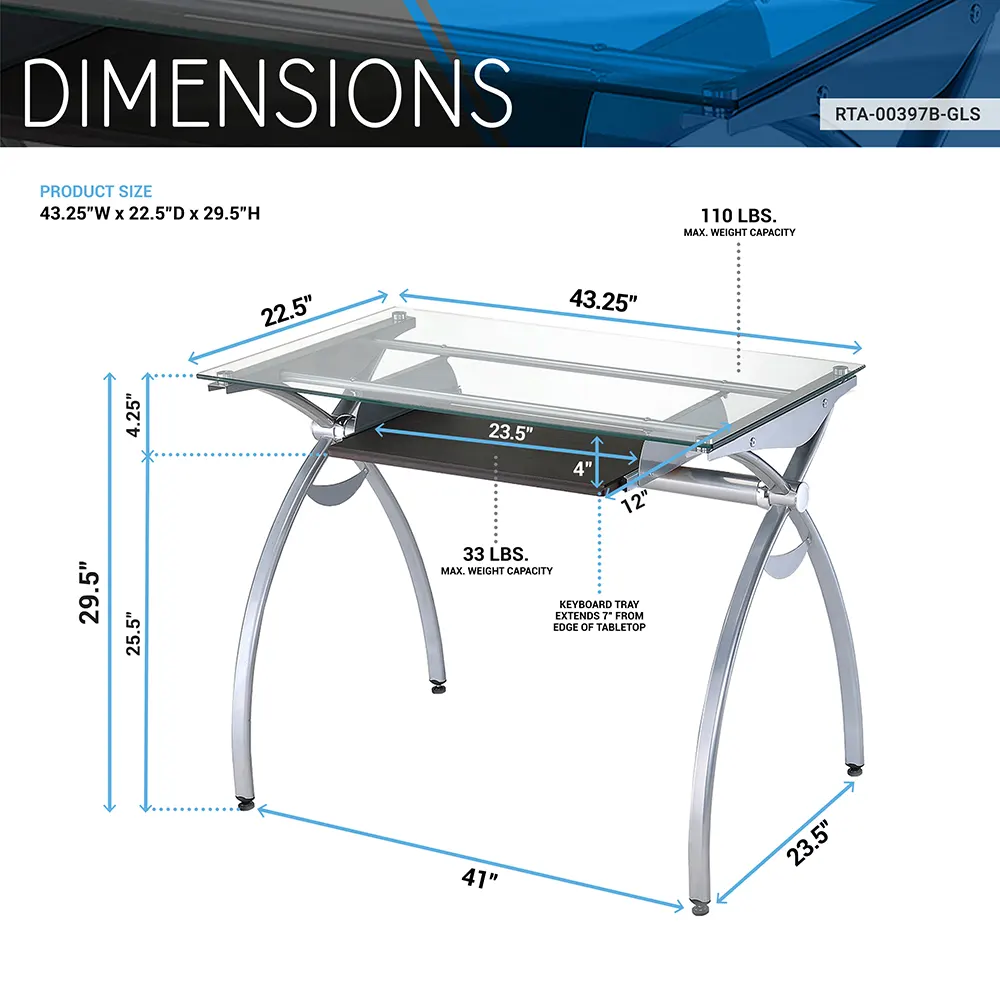 DIMENSIONS
RTA-00397B-GLS
PRODUCT SIZE
43.25"W x 22.5"D x 29.5"H
110 LBS.
MAX. WEIGHT CAPACITY
22.5"
43.25"
4.25"
23.5"
4"
12"
33 LBS.
MAX. WEIGHT CAPACITY
KEYBOARD TRAY
EXTENDS 7" FROM
EDGE OF TABLETOP
29.5"
25.5"
41"
23.5"